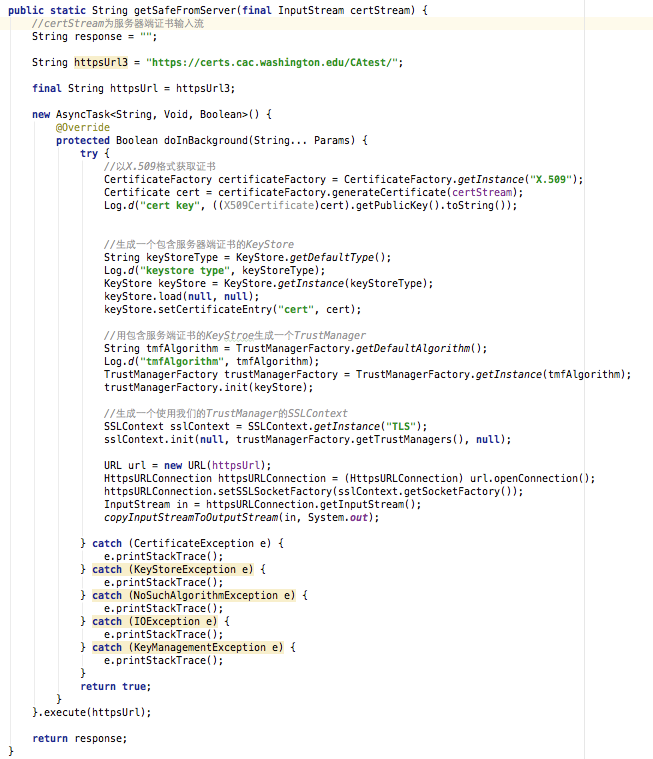 public static String getSafeFromServer(final InputStream certStream) {
//certStream为服务器端证书输入流
String response = "";
String httpsUrl3 = "https://certs.cac.washington.edu/CAtest/";
final String httpsUrl = httpsUrl3;
new AsyncTask<String, Void, Boolean>() {
@Override
protected Boolean doInBackground(String... Params) {
try {
//以X.509格式获取证书
CertificateFactory certificateFactory = CertificateFactory.getInstance("X.509");
Certificate cert = certificateFactory.generateCertificate(certStream);
Log.d("cert key", ((X509Certificate)cert).getPublicKey().toString());
//生成一个包含服务器端证书的KeyStore
String keyStoreType = KeyStore.getDefaultType();
Log.d("keystore type", keyStoreType);
KeyStore keyStore = KeyStore.getInstance(keyStoreType);
keyStore.load(null, null);
keyStore.setCertificateEntry("cert", cert);
//用包含服务端证书的KeyStroe生成一个TrustManager
String tmfAlgorithm = TrustManagerFactory.getDefaultAlgorithm();
Log.d("tmfAlgorithm", tmfAlgorithm);
TrustManagerFactory trustManagerFactory = TrustManagerFactory.getInstance(tmfAlgorithm);
trustManagerFactory.init(keyStore);
//生成一个使用我们的TrustManager的SSLContext
SSLContext sslContext = SSLContext.getInstance("TLS");
sslContext.init(null, trustManagerFactory.getTrustManagers(), null);
URL url = new URL(httpsUrl);
HttpsURLConnection httpsURLConnection = (HttpsURLConnection) url.openConnection();
httpsURLConnection.setSSLSocketFactory(sslContext.getSocketFactory());
InputStream in = httpsURLConnection.getInputStream();
copyInputStreamToOutputStream(in, System.out);
} catch (CertificateException e) {
e.printStackTrace();
} catch (KeyStoreException e) {
e.printStackTrace();
} catch (NoSuchAlgorithmException e) {
e.printStackTrace();
} catch (IOException e) {
e.printStackTrace();
} catch (KeyManagementException e) {
e.printStackTrace();
}
return true;
}
}.execute(httpsUrl);
return response;
}